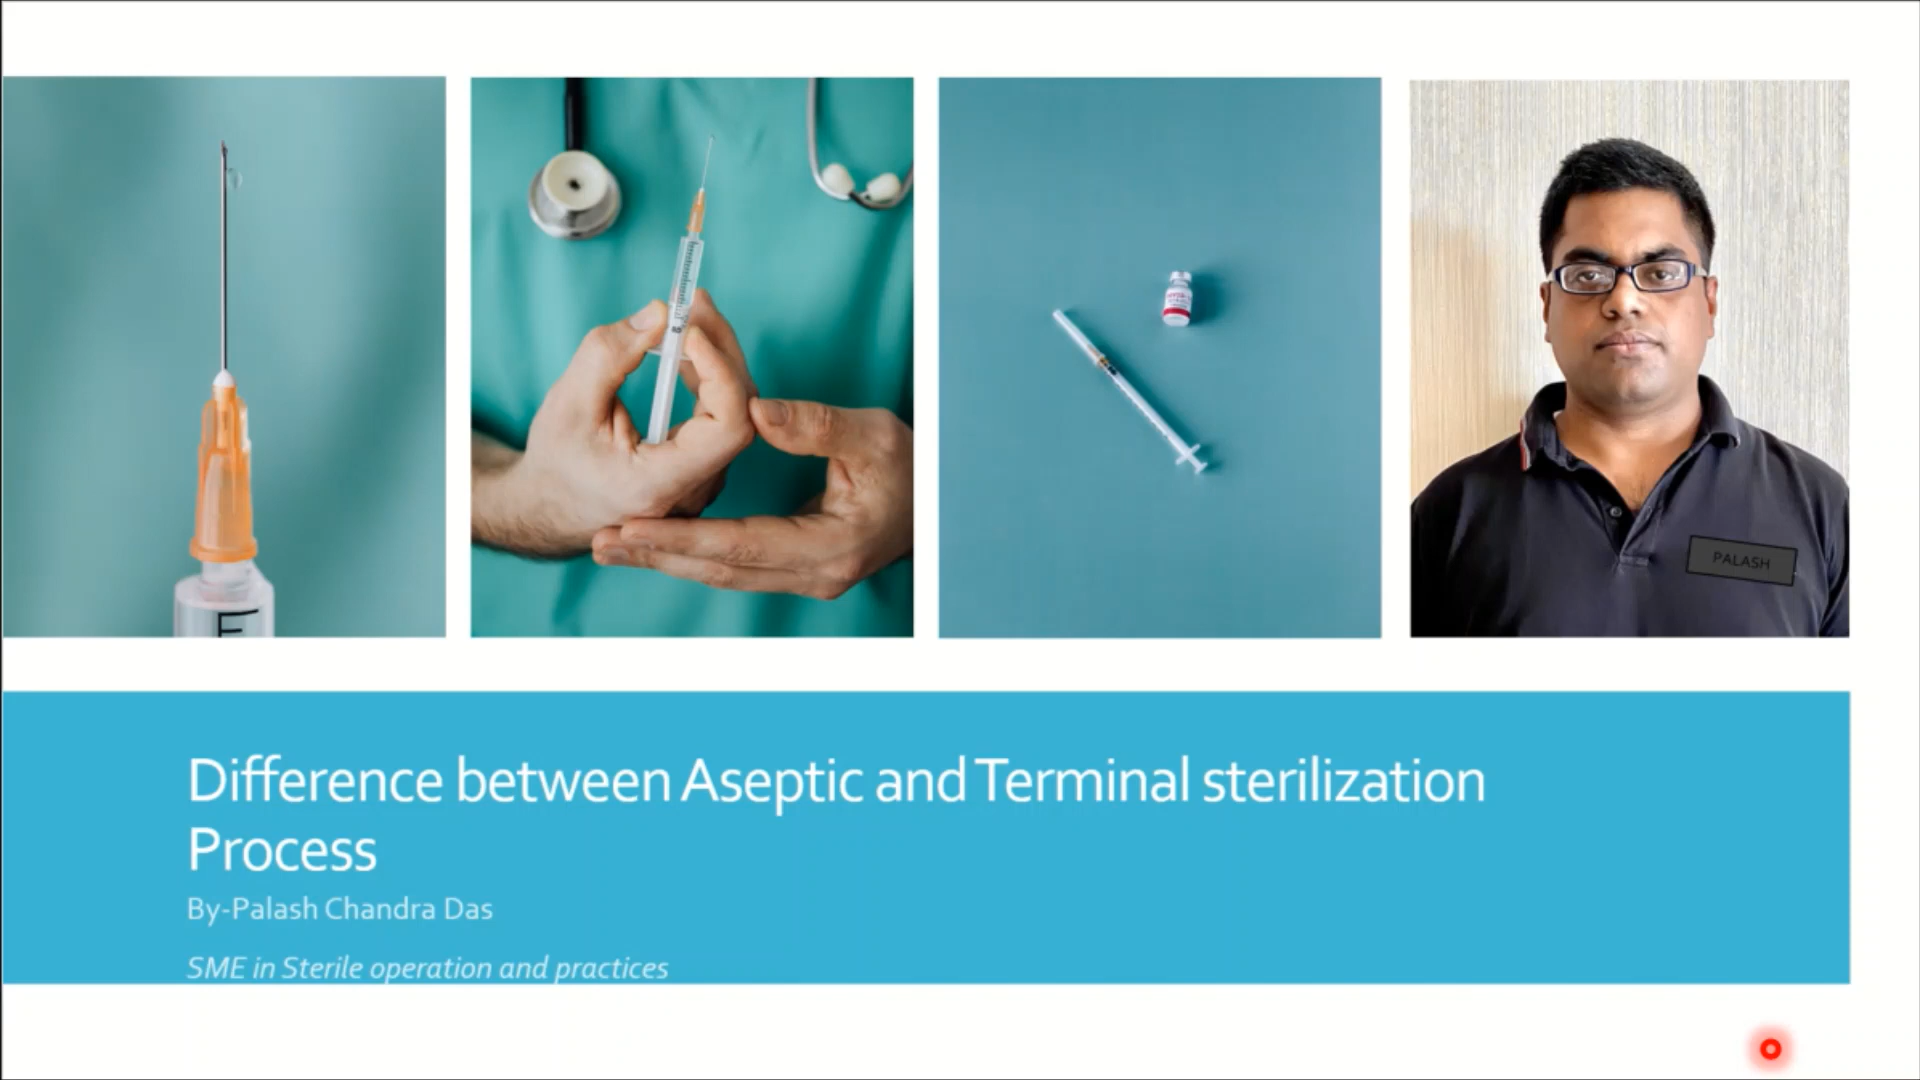 PALASH
Difference between Aseptic and Terminal sterilization
Process
By-Palash Chandra Das
SME in Sterile operation and practices